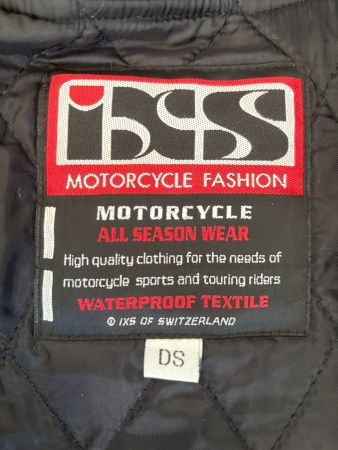 iXS
MOTORCYCLE FASHION
MOTORCYCLE
ALL SEASON WEAR
High quality clothing for the needs of
motorcycle sports and touring riders
WATERPROOF TEXTILE
© IXS OF SWITZERLAND
DS